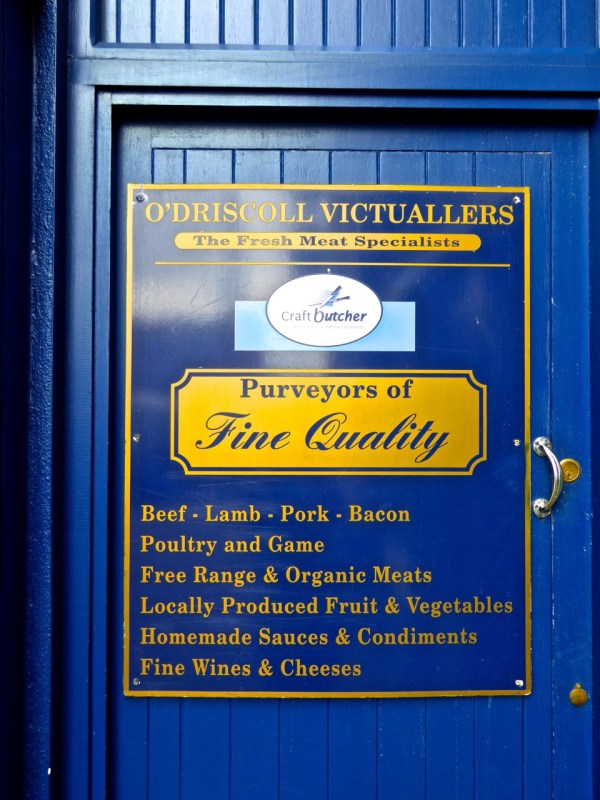 O'DRISCOLL VICTUALLERS
The Fresh Meat Specialists
Craft butcher
Purveyors of
Fine Quality
Beef - Lamb - Pork - Bacon
Poultry and Game
Free Range & Organic Meats
Locally Produced Fruit & Vegetables
Homemade Sauces & Condiments
Fine Wines & Cheeses